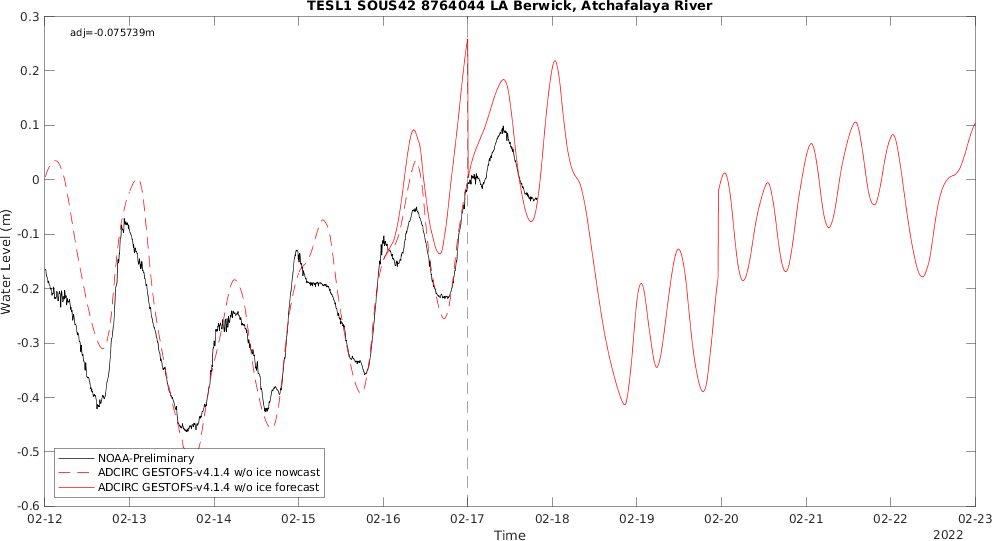 TESL1 SOUS42 8764044 LA Berwick, Atchafalaya River
adj=-0.075739m
0.3
0.2
0.1
0
-0.1
-0.2
-0.3
-0.4
-0.5
-0.6
Water Level (m)
NOAA-Preliminary
ADCIRC GESTOFS-v4.1.4 w/o ice nowcast
ADCIRC GESTOFS-v4.1.4 w/o ice forecast
02-12 02-13 02-14 02-15 02-16 02-17 02-18 02-19 02-20 02-21 02-22 02-23
Time
2022